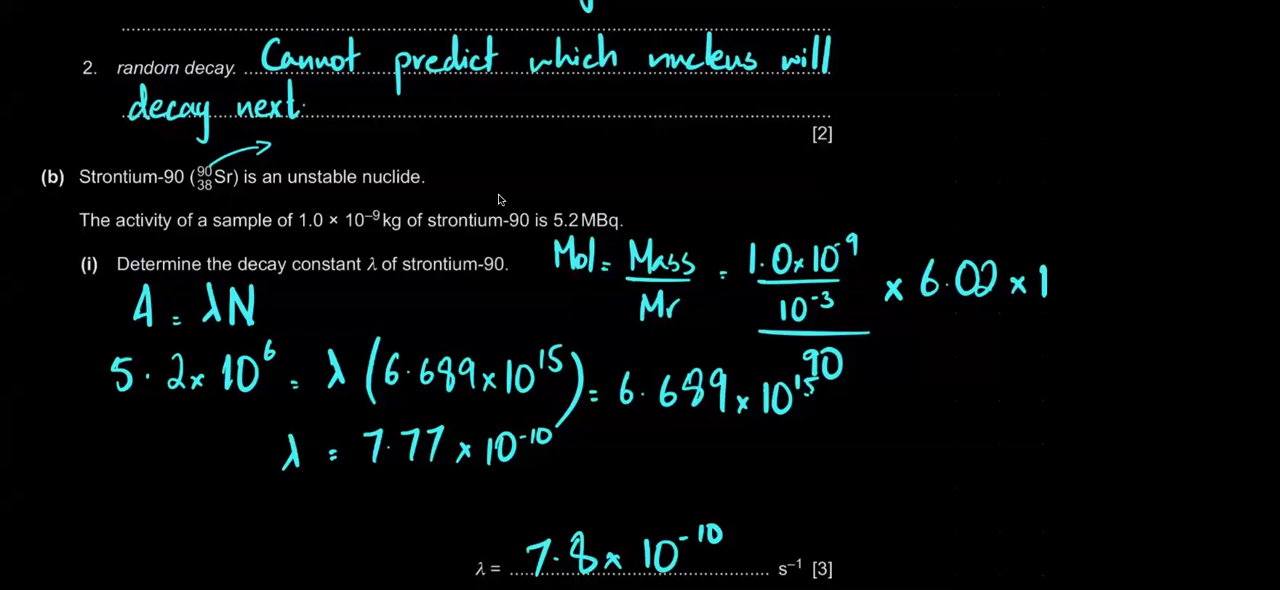 2. random decay. Cannot predict which nucleus will
decay next.
[2]
(b) Strontium-90 (⁹⁰₃₈Sr) is an unstable nuclide.
The activity of a sample of 1.0 × 10⁻⁹ kg of strontium-90 is 5.2 MBq.
(i) Determine the decay constant λ of strontium-90.
Mol = Mass / Mr = 1.0 × 10⁻⁹ / 10⁻³ / 90 × 6.02 × 1
A = λN
5.2 × 10⁶ = λ (6.689 × 10¹⁵) = 6.689 × 10¹⁵
λ = 7.77 × 10⁻¹⁰
λ = 7.8 × 10⁻¹⁰ s⁻¹ [3]